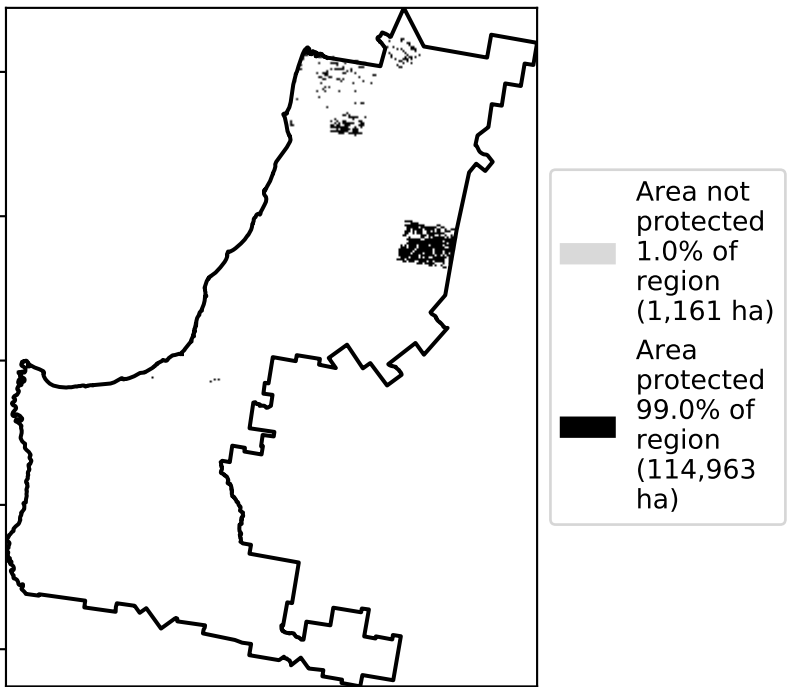 Area not
protected
1.0% of
region
(1,161 ha)
Area
protected
99.0% of
region
(114,963
ha)